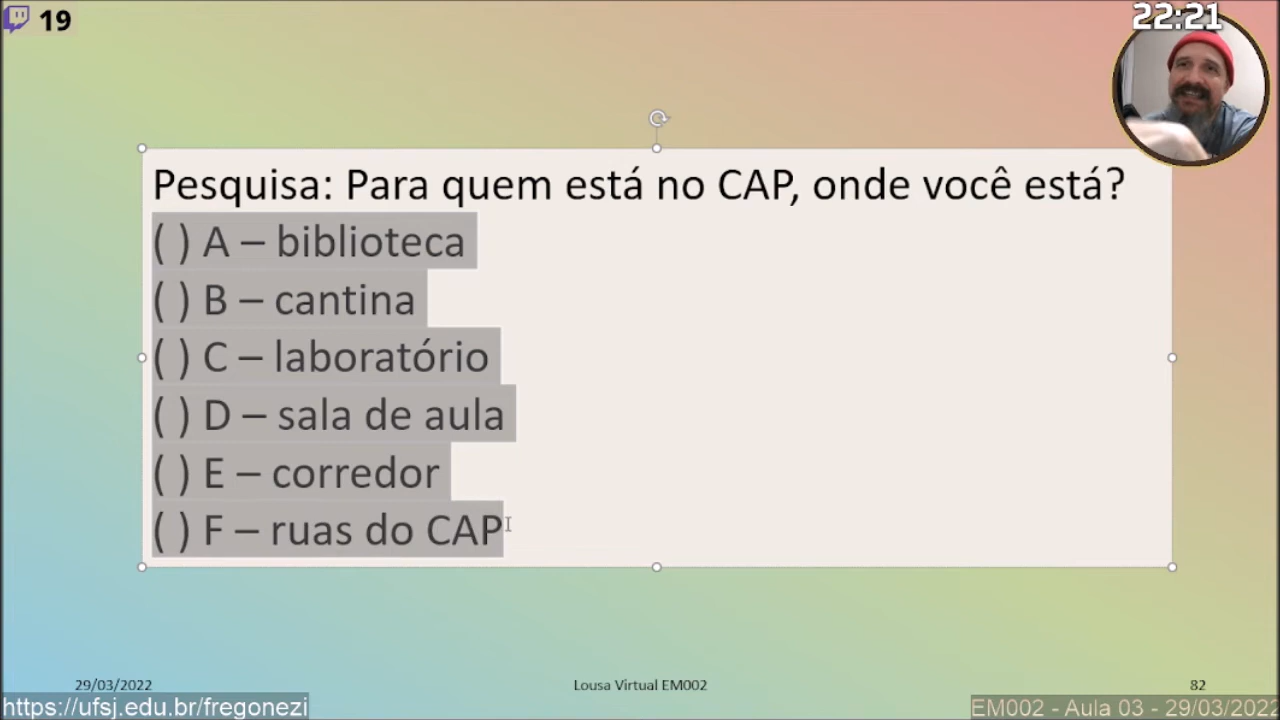 19
22:21
Pesquisa: Para quem está no CAP, onde você está?
( ) A – biblioteca
( ) B – cantina
( ) C – laboratório
( ) D – sala de aula
( ) E – corredor
( ) F – ruas do CAP
29/03/2022
Lousa Virtual EM002
82
https://ufsj.edu.br/fregonezi
EM002 - Aula 03 - 29/03/2022